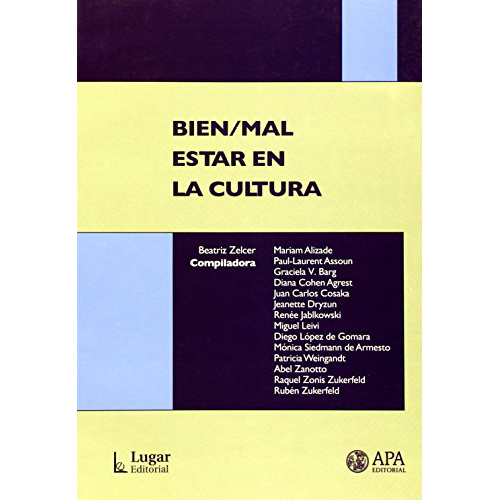 BIEN/MAL
ESTAR EN
LA CULTURA
Beatriz Zelcer
Compiladora
Mariam Alizade
Paul-Laurent Assoun
Graciela V. Barg
Diana Cohen Agrest
Juan Carlos Cosaka
Jeanette Dryzun
Renée Jablkowski
Miguel Leivi
Diego López de Gomara
Mónica Siedmann de Armesto
Patricia Weingandt
Abel Zanotto
Raquel Zonis Zukerfeld
Rubén Zukerfeld
Lugar
Editorial
APA
EDITORIAL